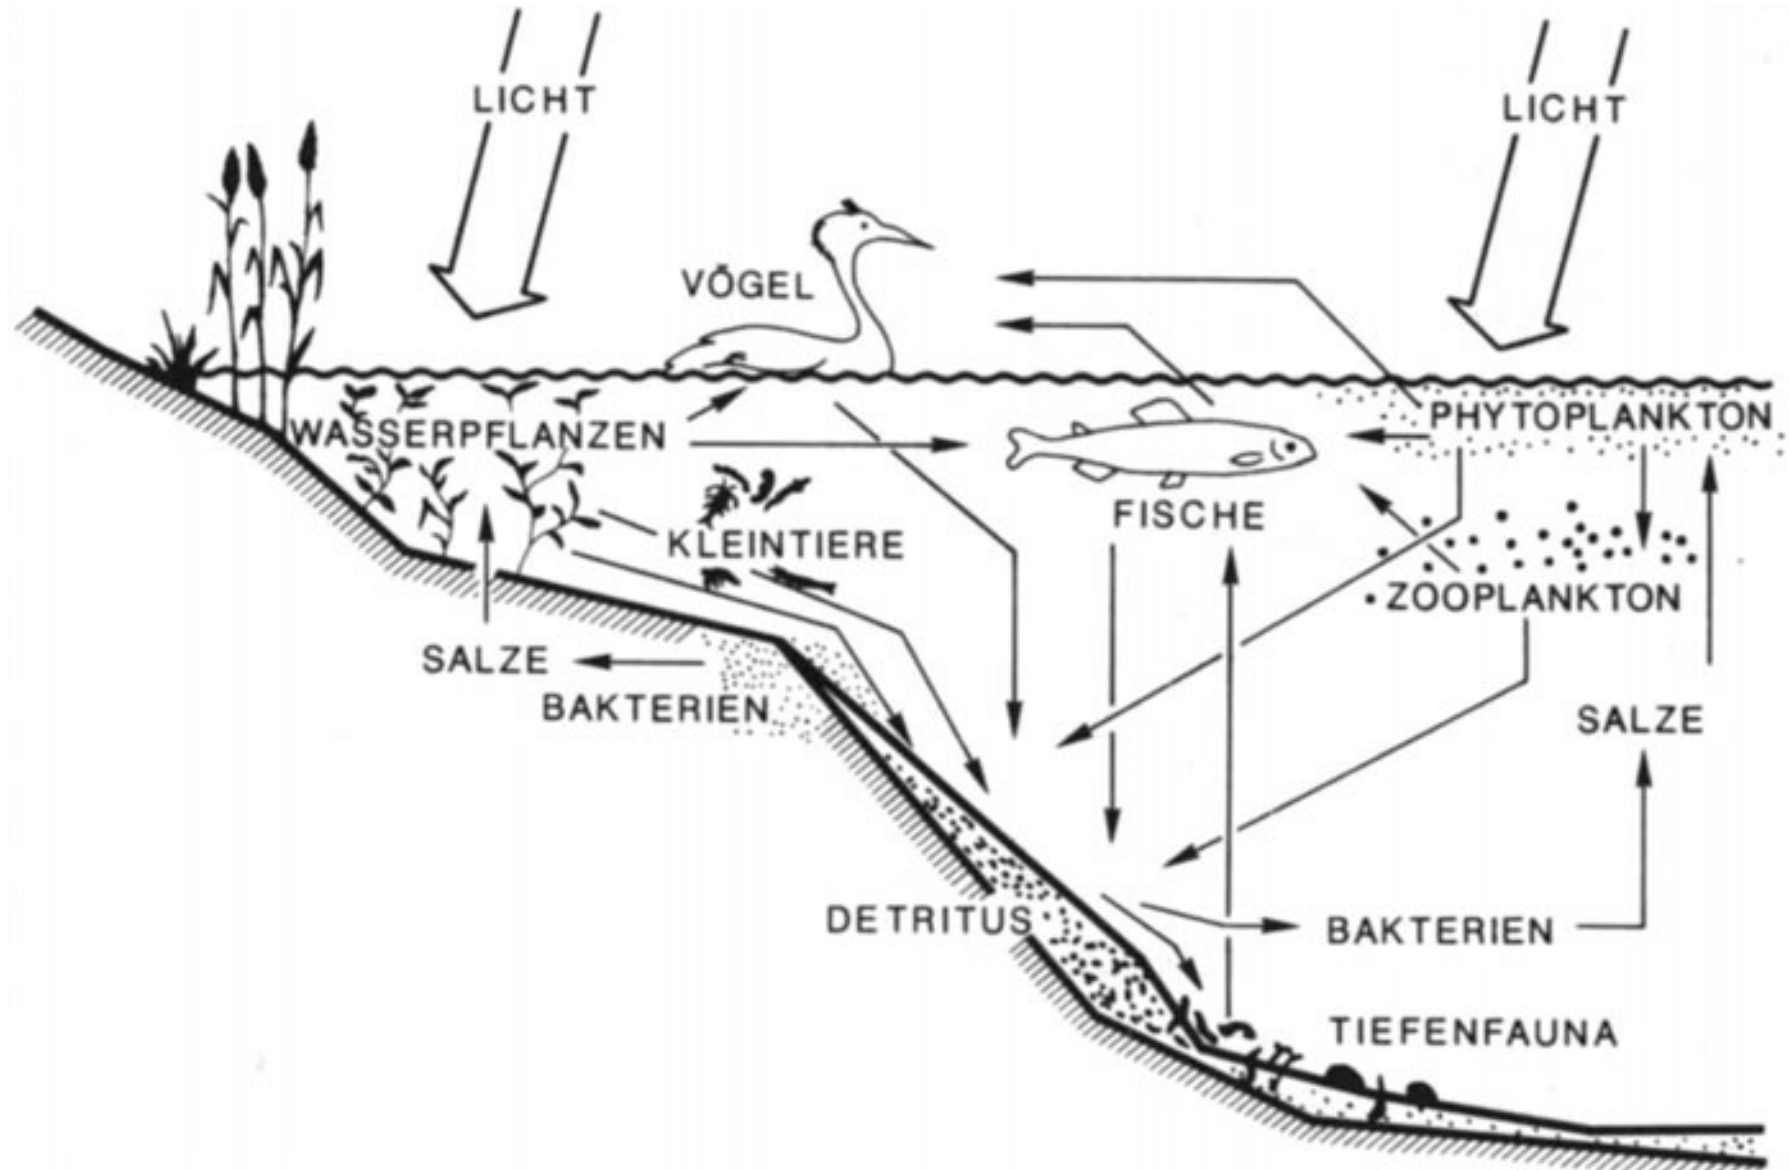 LICHT
LICHT
VÖGEL
PHYTOPLANKTON
WASSERPFLANZEN
FISCHE
KLEINTIERE
ZOOPLANKTON
SALZE
BAKTERIEN
SALZE
DETRITUS
BAKTERIEN
TIEFENFAUNA